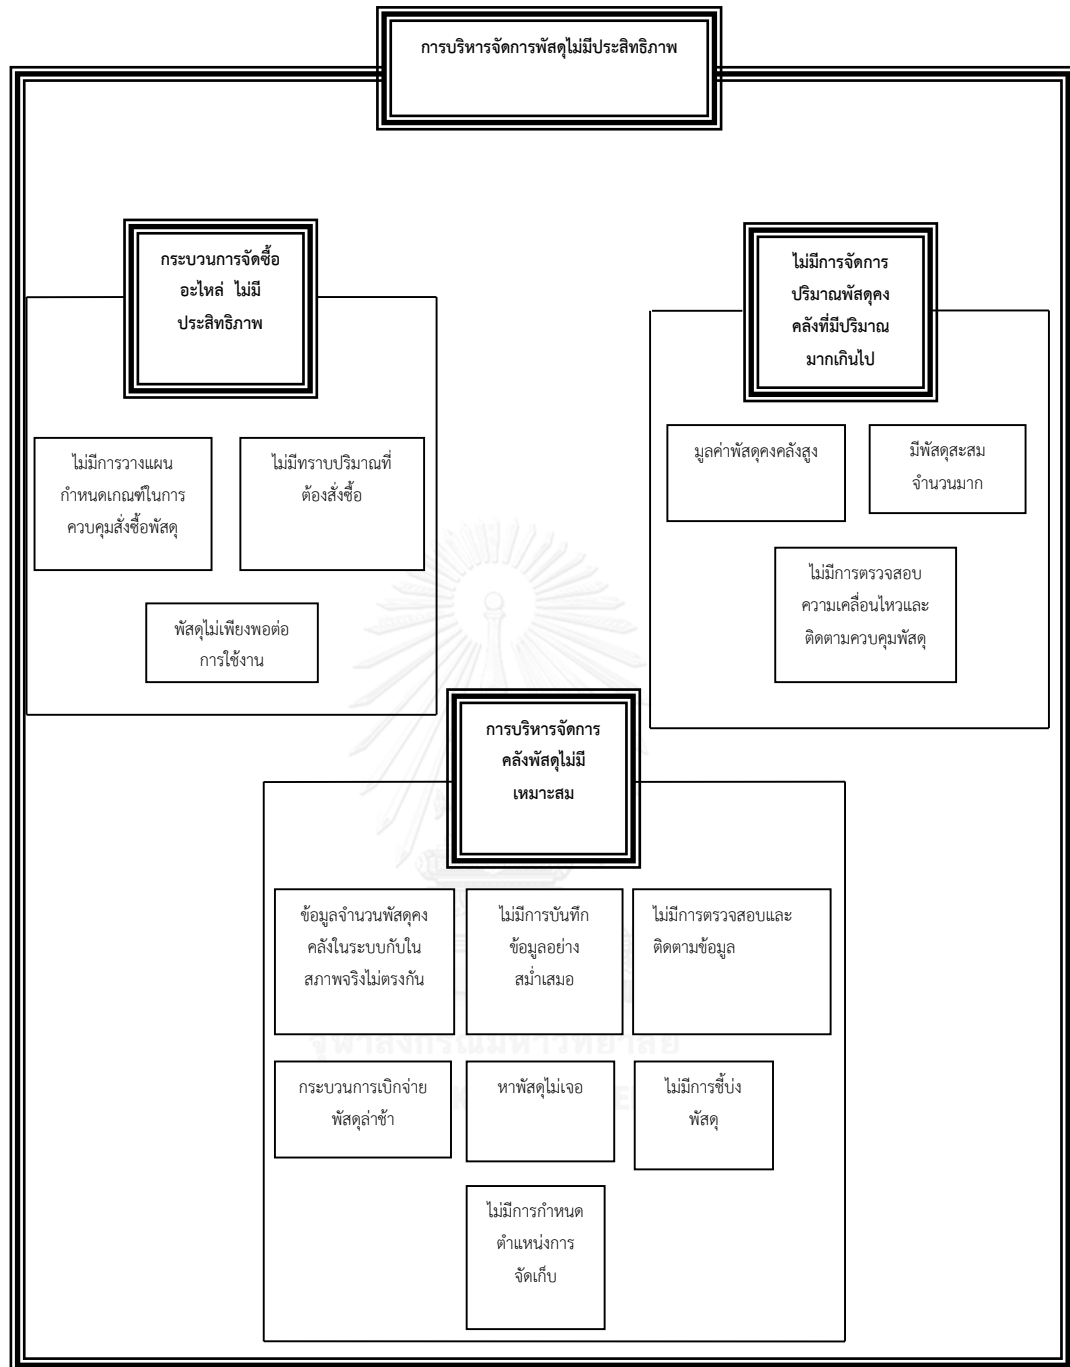 การบริหารจัดการพัสดุไม่มีประสิทธิภาพ
กระบวนการจัดซื้อ
อะไหล่ ไม่มี
ประสิทธิภาพ
ไม่มีการวางแผน
กำหนดเกณฑ์ในการ
ควบคุมสั่งซื้อพัสดุ
ไม่มีทราบปริมาณที่
ต้องสั่งซื้อ
พัสดุไม่เพียงพอต่อ
การใช้งาน
ไม่มีการจัดการ
ปริมาณพัสดุคง
คลังที่มีปริมาณ
มากเกินไป
มูลค่าพัสดุคงคลังสูง
มีพัสดุสะสม
จำนวนมาก
ไม่มีการตรวจสอบ
ความเคลื่อนไหวและ
ติดตามควบคุมพัสดุ
การบริหารจัดการ
คลังพัสดุไม่มี
เหมาะสม
ข้อมูลจำนวนพัสดุคง
คลังในระบบกับใน
สภาพจริงไม่ตรงกัน
ไม่มีการบันทึก
ข้อมูลอย่าง
สม่ำเสมอ
ไม่มีการตรวจสอบและ
ติดตามข้อมูล
จุฬาลงกรณ์มหาวิทยาลัย
กระบวนการเบิกจ่าย
พัสดุล่าช้า
หาพัสดุไม่เจอ
ไม่มีการชี้บ่ง
พัสดุ
ไม่มีการกำหนด
ตำแหน่งการ
จัดเก็บ